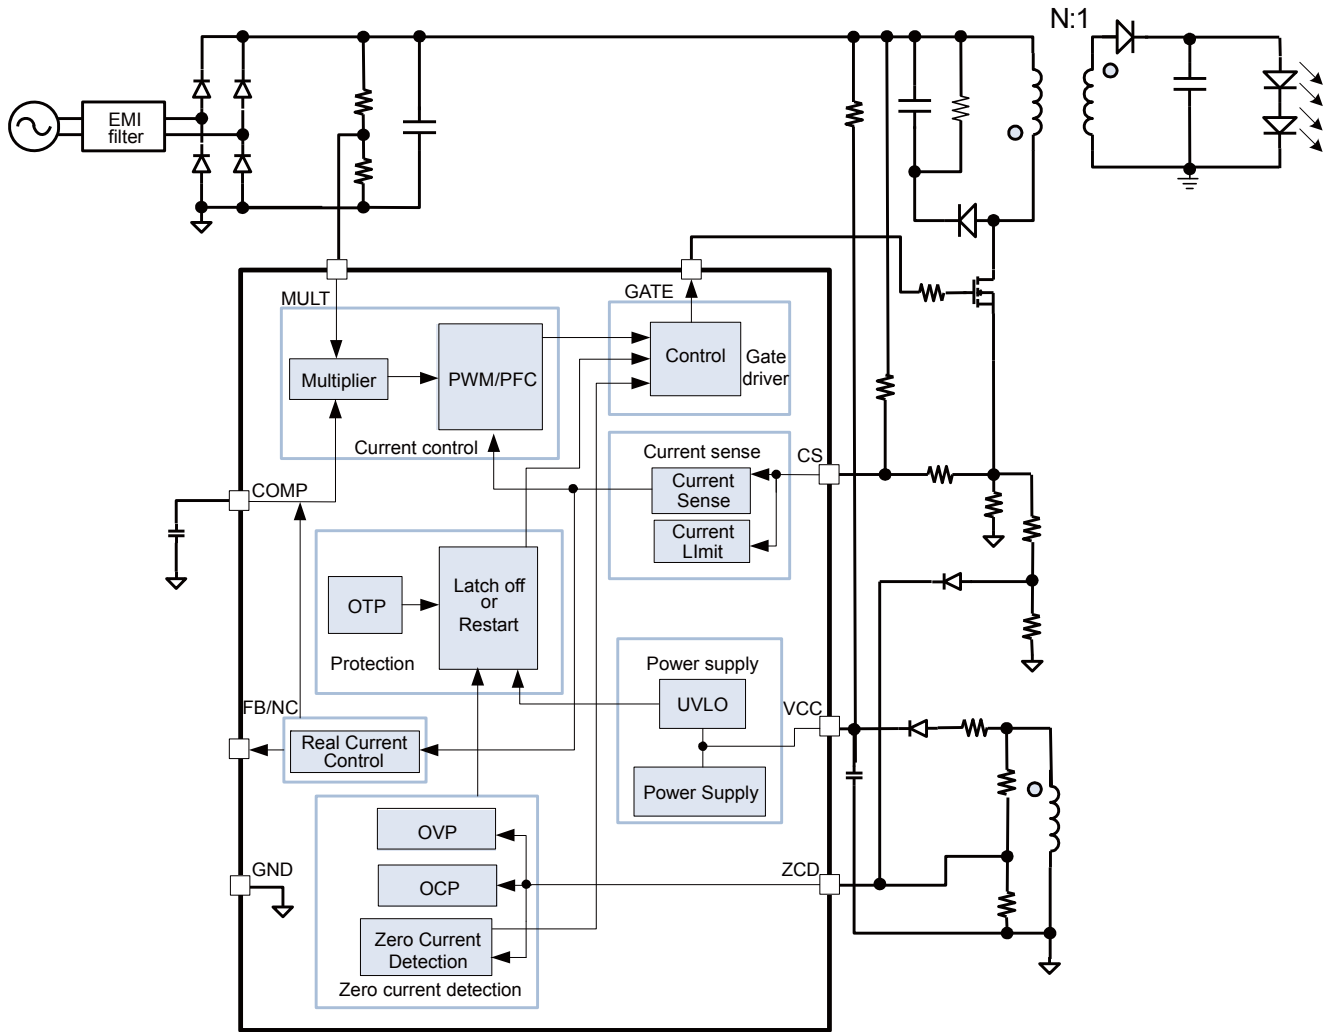 N:1
EMI
filter
MULT
GATE
Multiplier
PWM/PFC
Control
Gate
driver
Current control
Current sense
CS
Current
Sense
Current
LImit
COMP
OTP
Latch off
or
Restart
Protection
Power supply
UVLO
VCC
Power Supply
FB/NC
Real Current
Control
OVP
OCP
GND
ZCD
Zero Current
Detection
Zero current detection